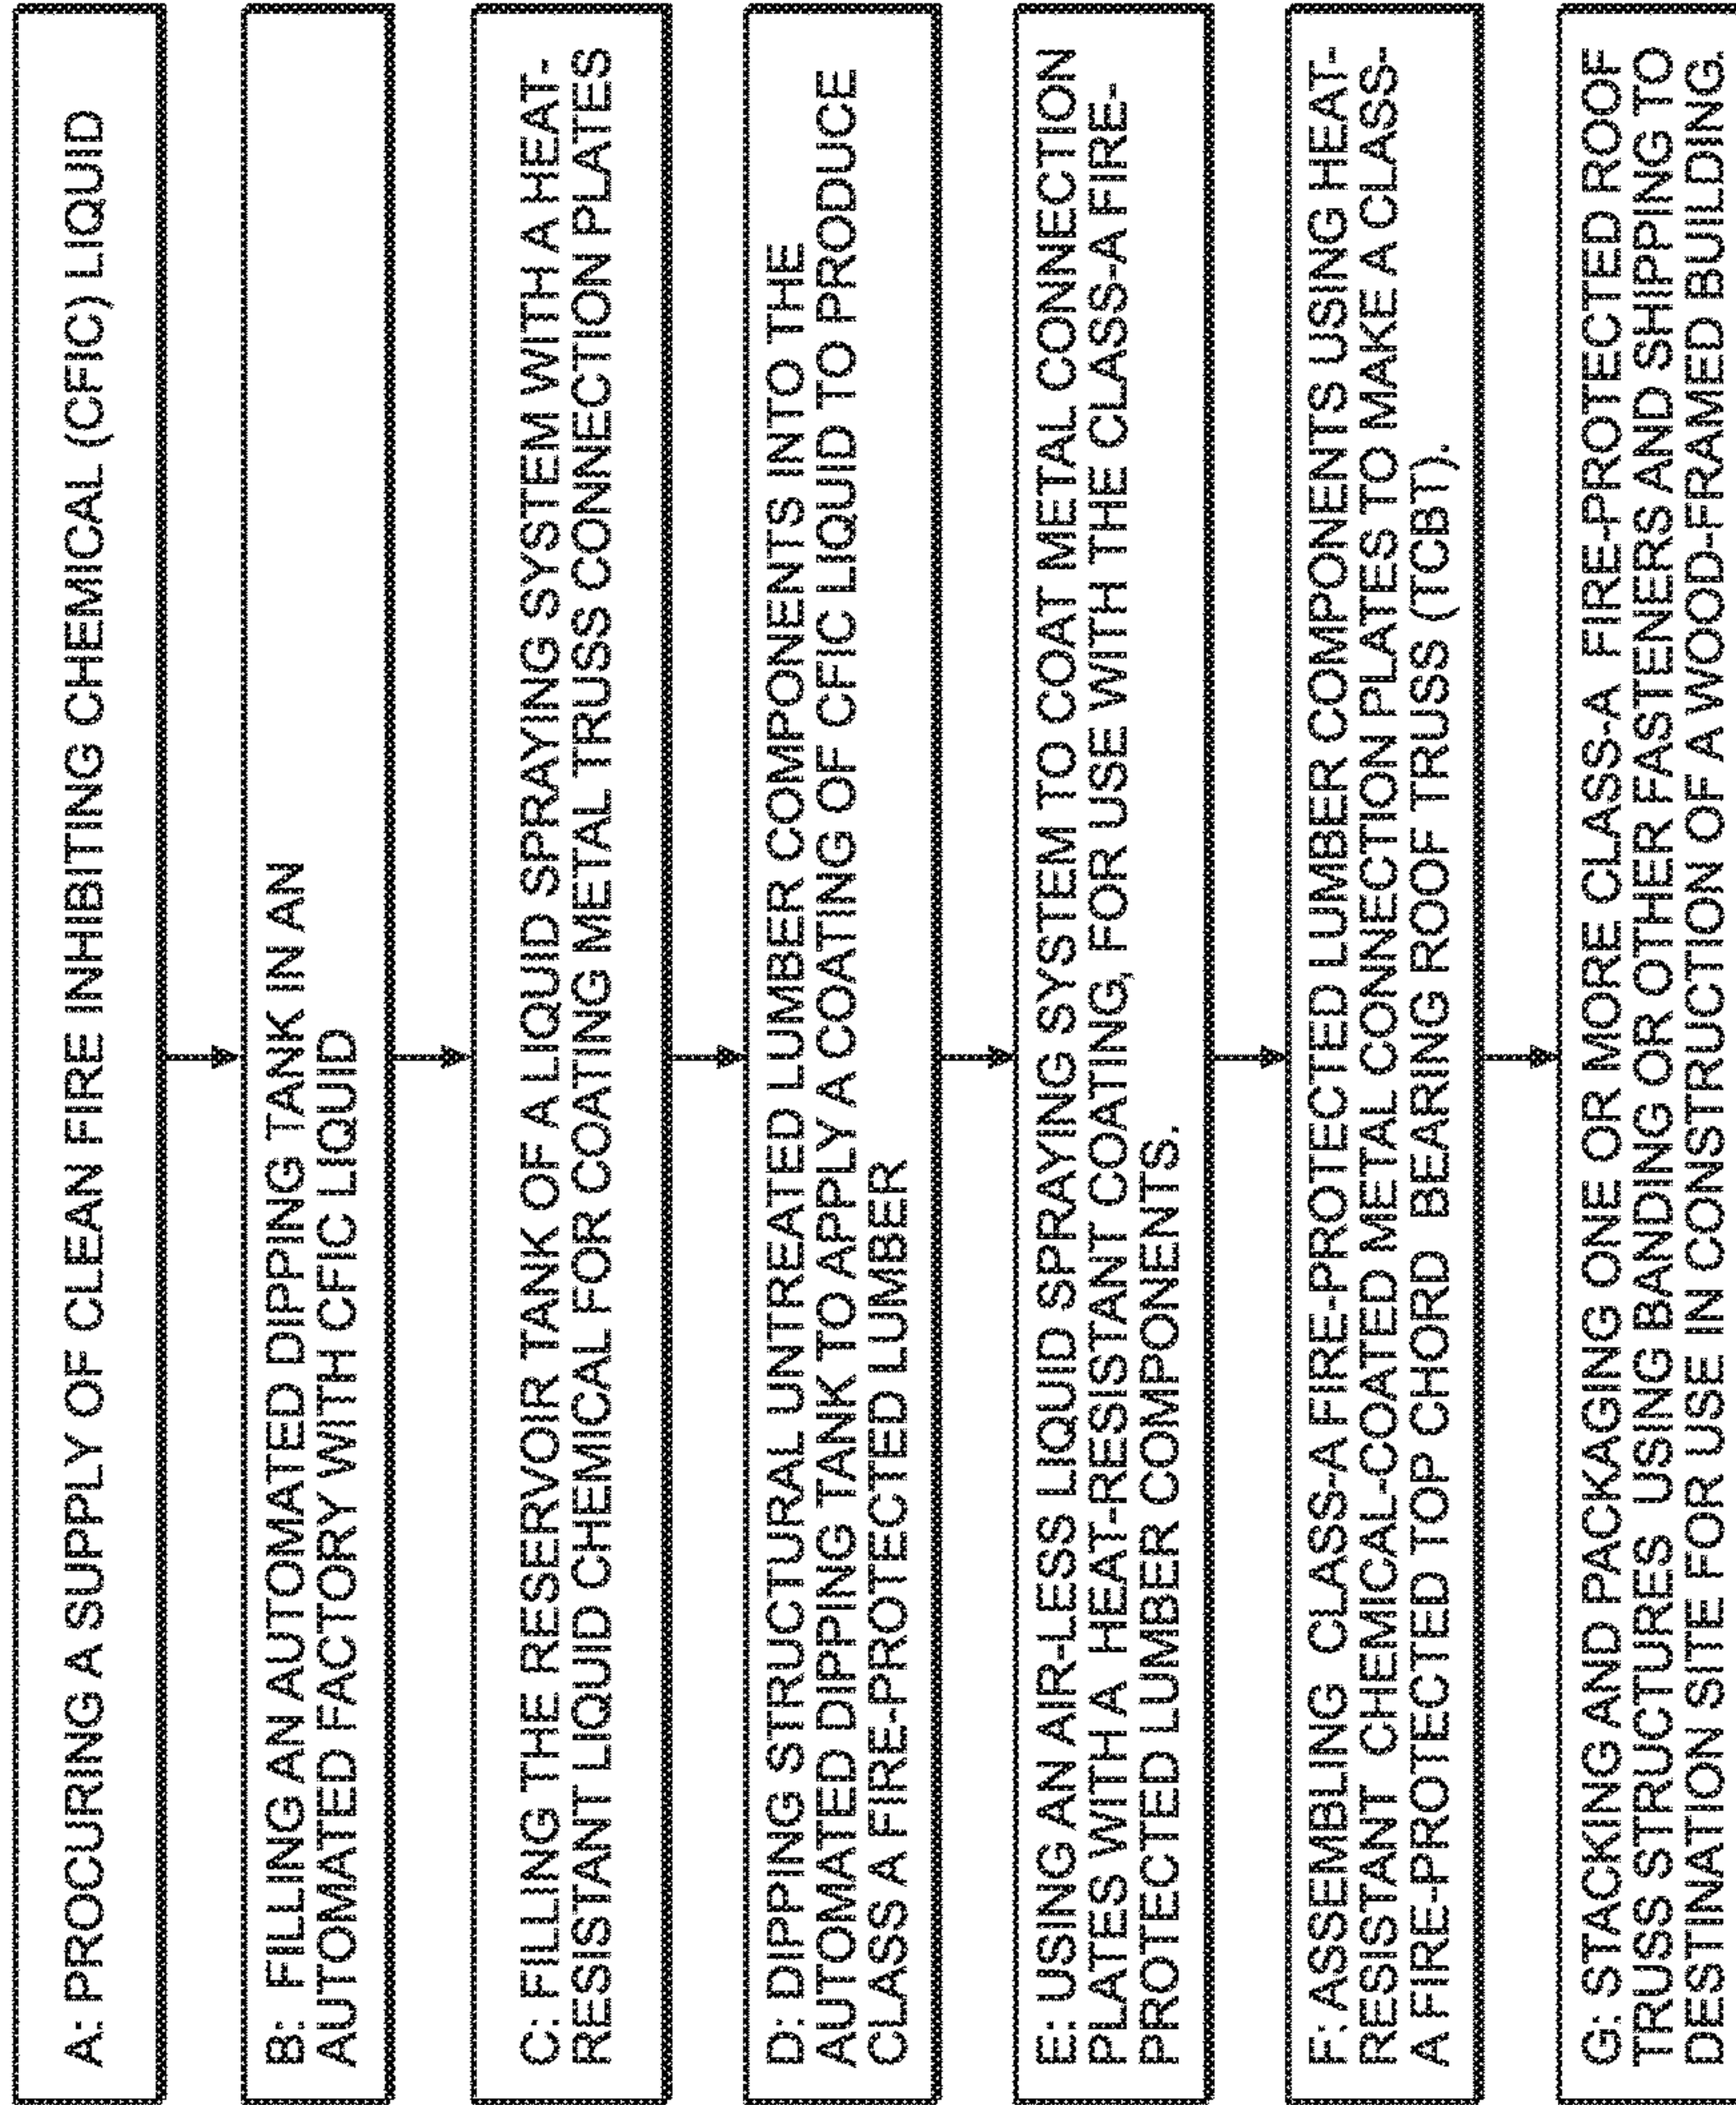 A: PROCURING A SUPPLY OF CLEAN FIRE INHIBITING CHEMICAL (CFIC) LIQUID
B: FILLING AN AUTOMATED DIPPING TANK IN AN
AUTOMATED FACTORY WITH CFIC LIQUID
C: FILLING THE RESERVOIR TANK OF A LIQUID SPRAYING SYSTEM WITH A HEAT-
RESISTANT LIQUID CHEMICAL FOR COATING METAL TRUSS CONNECTION PLATES
D: DIPPING STRUCTURAL UNTREATED LUMBER COMPONENTS INTO THE
AUTOMATED DIPPING TANK TO APPLY A COATING OF CFIC LIQUID TO PRODUCE
CLASS A FIRE-PROTECTED LUMBER
E: USING AN AIR-LESS LIQUID SPRAYING SYSTEM TO COAT METAL CONNECTION
PLATES WITH A HEAT-RESISTANT COATING, FOR USE WITH THE CLASS-A FIRE-
PROTECTED LUMBER COMPONENTS.
F: ASSEMBLING CLASS-A FIRE-PROTECTED LUMBER COMPONENTS USING HEAT-
RESISTANT CHEMICAL-COATED METAL CONNECTION PLATES TO MAKE A CLASS-
A FIRE-PROTECTED TOP CHORD BEARING ROOF TRUSS (TCBT).
G: STACKING AND PACKAGING ONE OR MORE CLASS-A FIRE-PROTECTED ROOF
TRUSS STRUCTURES USING BANDING OR OTHER FASTENERS AND SHIPPING TO
DESTINATION SITE FOR USE IN CONSTRUCTION OF A WOOD-FRAMED BUILDING.